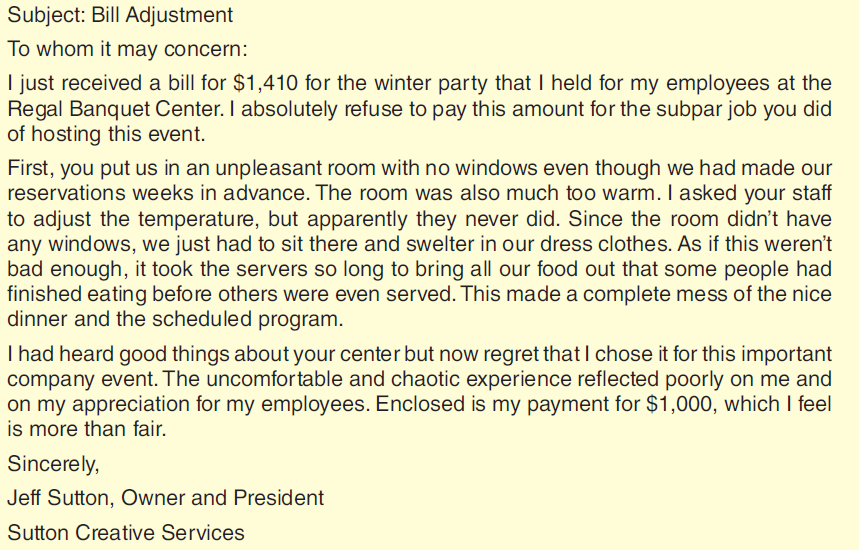 Subject: Bill Adjustment
To whom it may concern:
I just received a bill for $1,410 for the winter party that I held for my employees at the
Regal Banquet Center. I absolutely refuse to pay this amount for the subpar job you did
of hosting this event.
First, you put us in an unpleasant room with no windows even though we had made our
reservations weeks in advance. The room was also much too warm. I asked your staff
to adjust the temperature, but apparently they never did. Since the room didn’t have
any windows, we just had to sit there and swelter in our dress clothes. As if this weren’t
bad enough, it took the servers so long to bring all our food out that some people had
finished eating before others were even served. This made a complete mess of the nice
dinner and the scheduled program.
I had heard good things about your center but now regret that I chose it for this important
company event. The uncomfortable and chaotic experience reflected poorly on me and
on my appreciation for my employees. Enclosed is my payment for $1,000, which I feel
is more than fair.
Sincerely,
Jeff Sutton, Owner and President
Sutton Creative Services